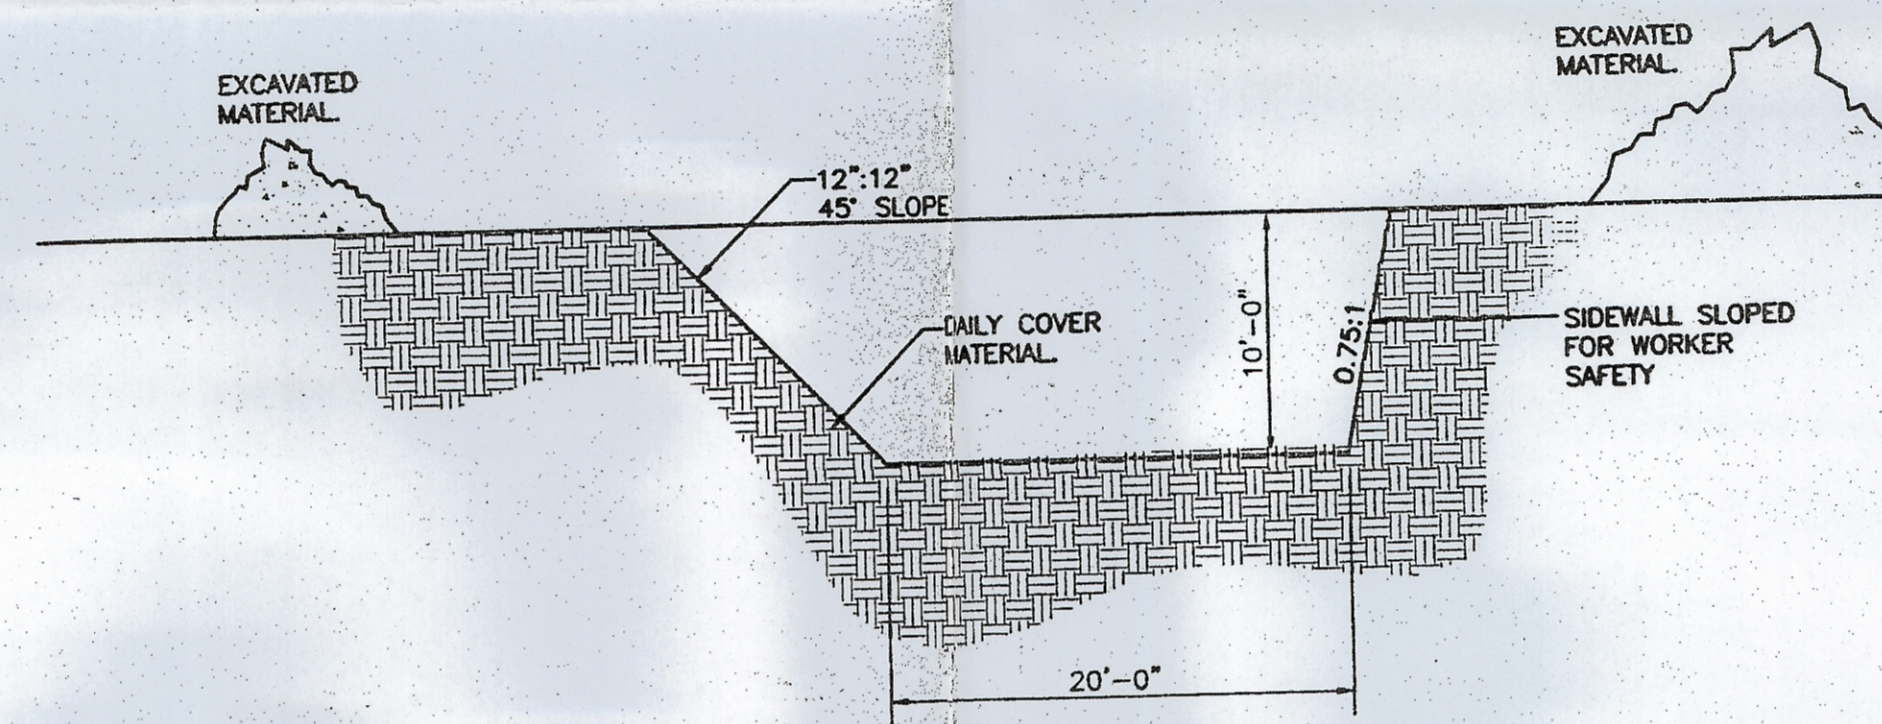 EXCAVATED
MATERIAL.
EXCAVATED
MATERIAL.
12":12"
45° SLOPE
DAILY COVER
MATERIAL.
10'-0"
0.75:1
SIDEWALL SLOPED
FOR WORKER
SAFETY
20'-0"